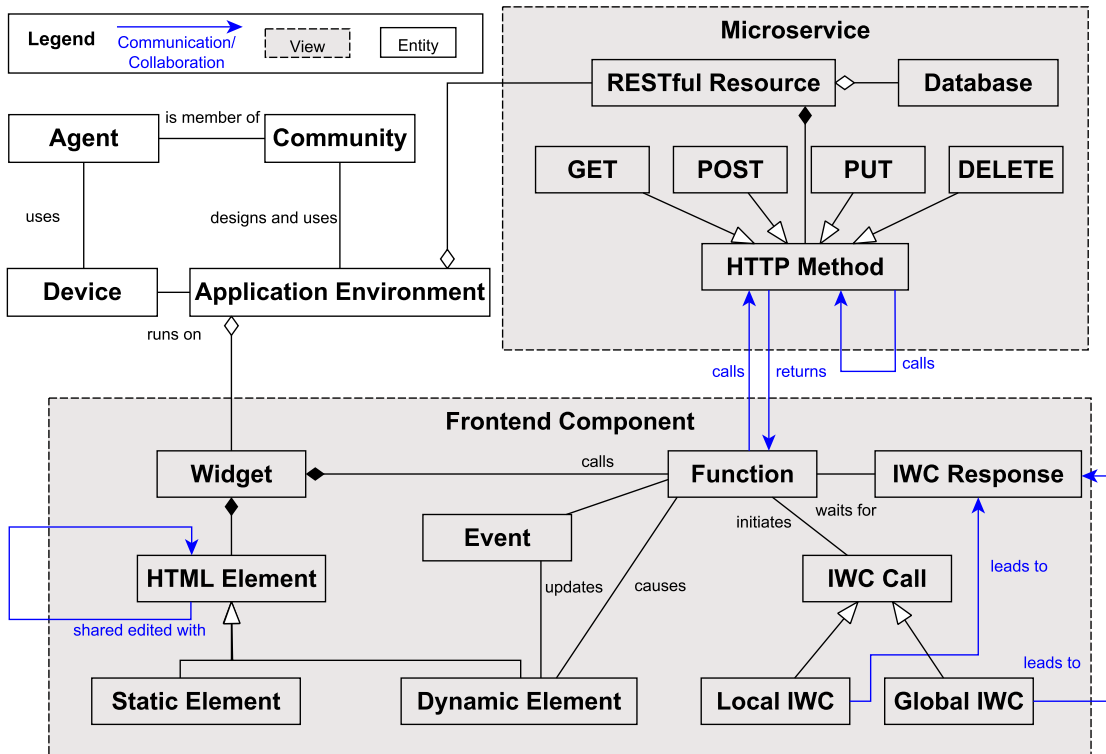 Legend
Communication/
Collaboration
View
Entity
Microservice
RESTful Resource
Database
is member of
Agent
Community
GET
POST
PUT
DELETE
uses
designs and uses
HTTP Method
Device
Application Environment
runs on
calls
returns
calls
Frontend Component
calls
Widget
Function
IWC Response
waits for
initiates
Event
HTML Element
updates
causes
IWC Call
leads to
shared edited with
leads to
Static Element
Dynamic Element
Local IWC
Global IWC